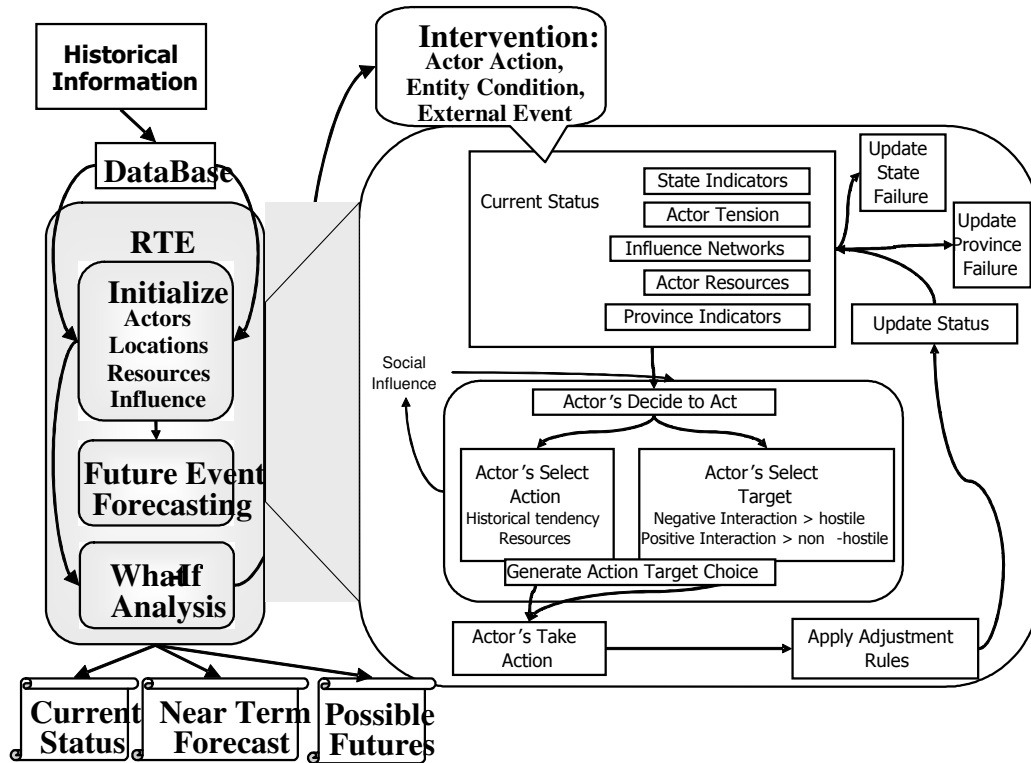 Historical
Information
DataBase
RTE
Initialize
Actors
Locations
Resources
Influence
Future Event
Forecasting
What-If
Analysis
Current
Status
Near Term
Forecast
Possible
Futures
Intervention:
Actor Action,
Entity Condition,
External Event
Current Status
State Indicators
Actor Tension
Influence Networks
Actor Resources
Province Indicators
Update
State
Failure
Update
Province
Failure
Update Status
Social
Influence
Actor's Decide to Act
Actor's Select
Action
Historical tendency
Resources
Actor's Select
Target
Negative Interaction > hostile
Positive Interaction > non -hostile
Generate Action Target Choice
Actor's Take
Action
Apply Adjustment
Rules